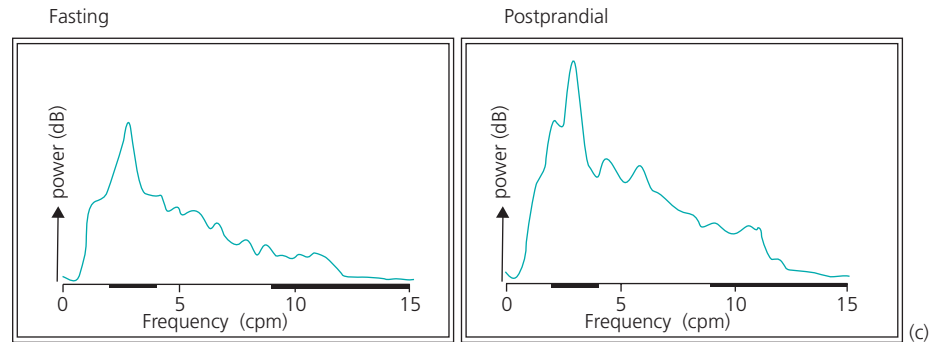 Fasting
Postprandial
power (dB)
0 5 10 15
Frequency (cpm)
power (dB)
0 5 10 15
Frequency (cpm)
(c)